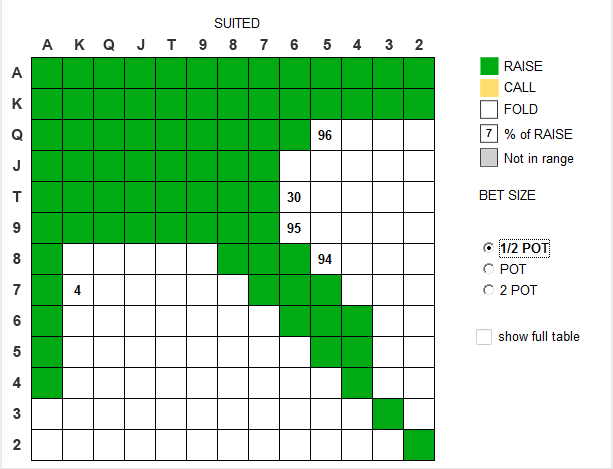 SUITED
A K Q J T 9 8 7 6 5 4 3 2
A
K
Q 96
J
T 30
9 95
8 94
7 4
6
5
4
3
2
RAISE
CALL
FOLD
7 % of RAISE
Not in range
BET SIZE
1/2 POT
POT
2 POT
show full table